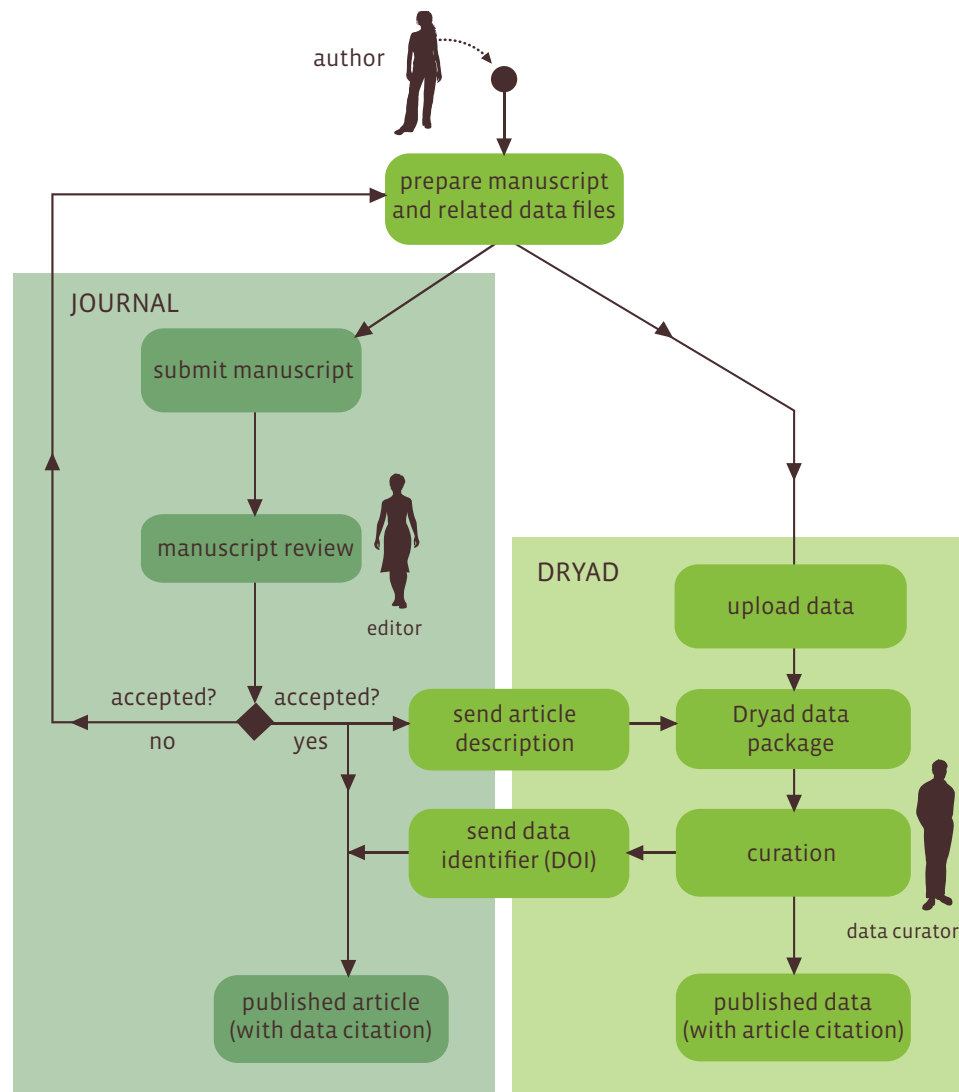 author
prepare manuscript
and related data files
JOURNAL
submit manuscript
manuscript review
editor
DRYAD
upload data
accepted?
accepted?
no
yes
send article
description
Dryad data
package
send data
identifier (DOI)
curation
data curator
published article
(with data citation)
published data
(with article citation)